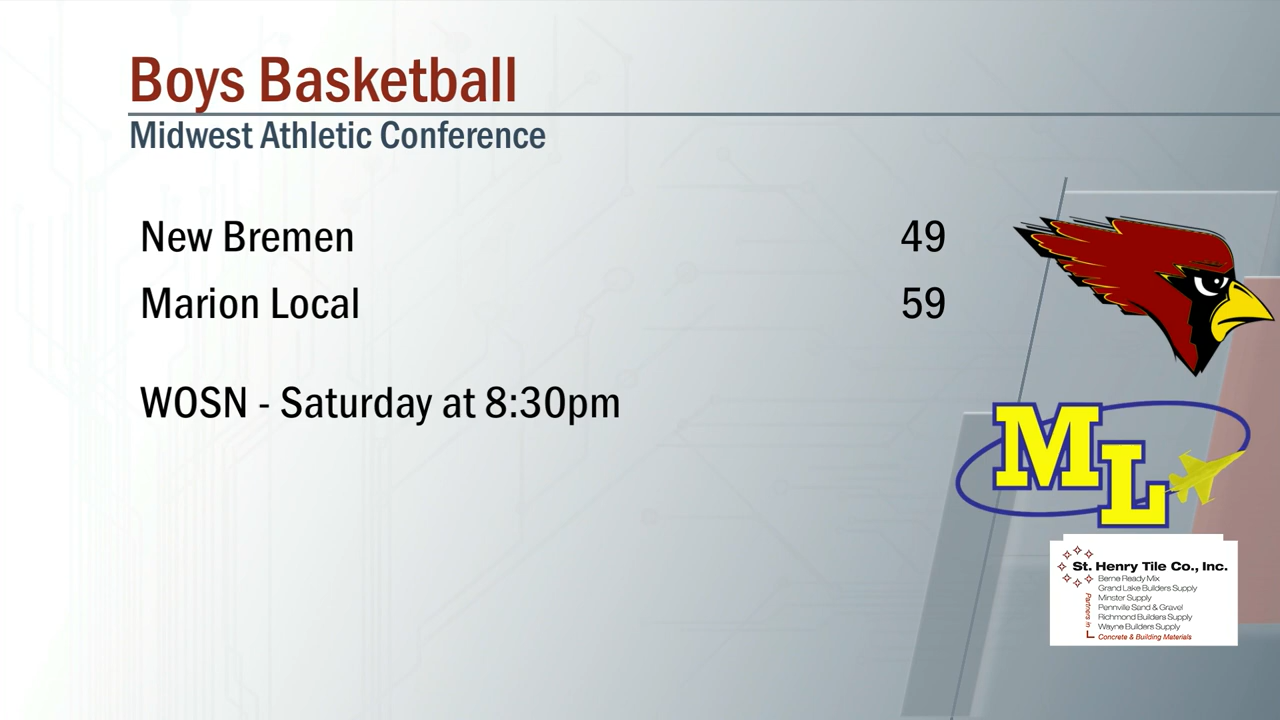 Boys Basketball
Midwest Athletic Conference
New Bremen 49
Marion Local 59
WOSN - Saturday at 8:30pm
ML
St. Henry Tile Co., Inc.
Berne Ready Mix
Grand Lake Builders Supply
Minster Supply
Pennville Sand & Gravel
Richmond Builders Supply
Wayne Builders Supply
Partners in
Concrete & Building Materials